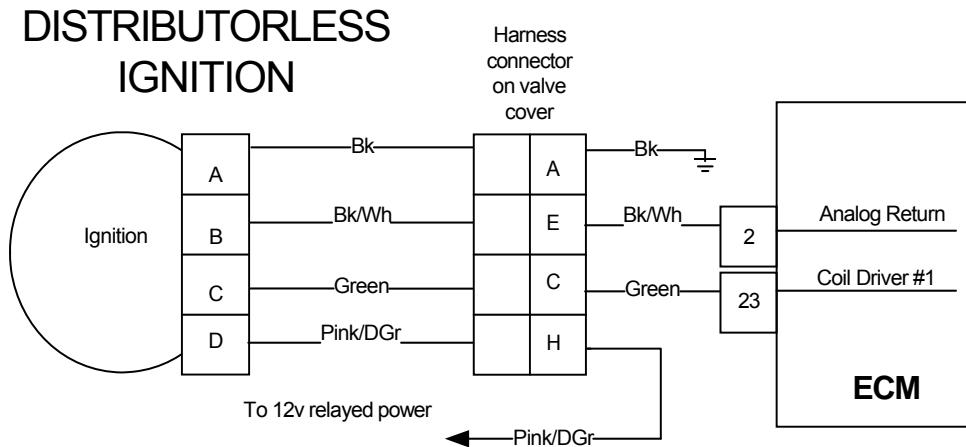 DISTRIBUTORLESS
IGNITION
Harness
connector
on valve
cover
Ignition
A
Bk
A
Bk
B
Bk/Wh
E
Bk/Wh
2
Analog Return
C
Green
C
Green
23
Coil Driver #1
D
Pink/DGr
H
ECM
To 12v relayed power
Pink/DGr